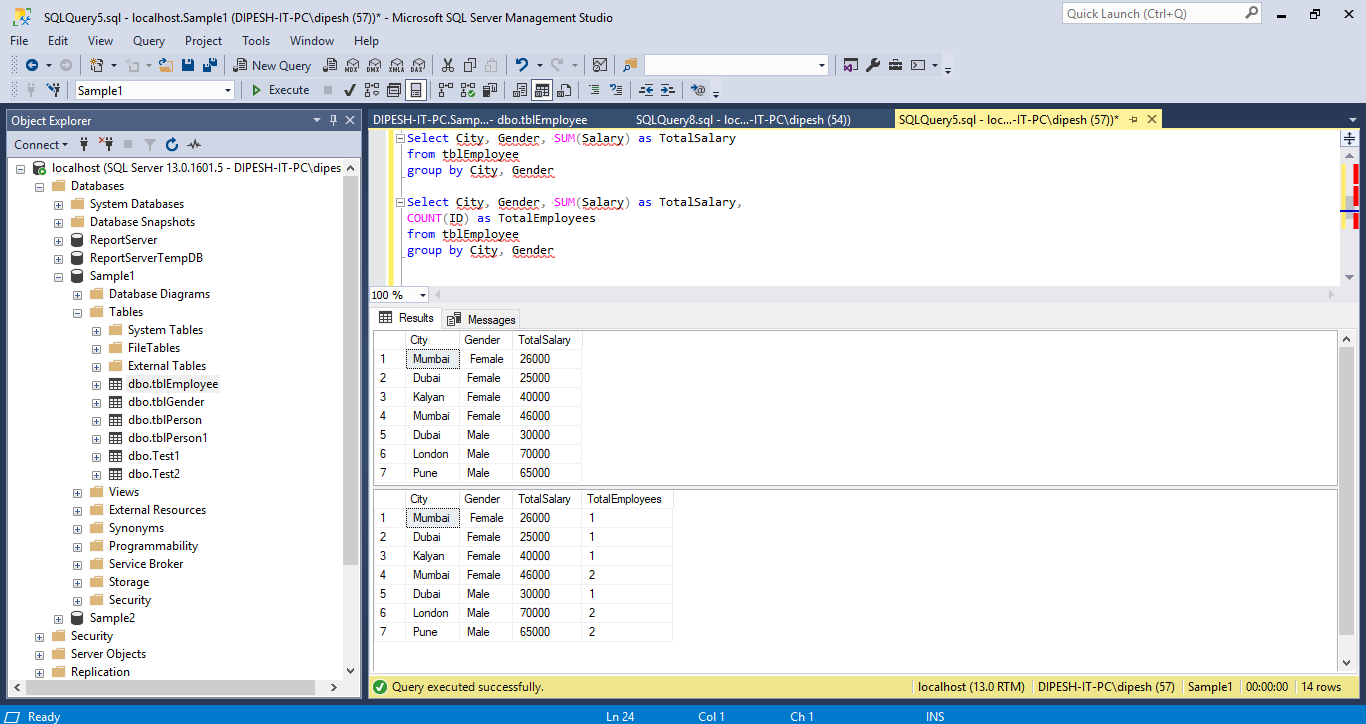 SQLQuery5.sql - localhost.Sample1 (DIPESH-IT-PC\dipesh (57))* - Microsoft SQL Server Management Studio
Quick Launch (Ctrl+Q)
File Edit View Query Project Tools Window Help
New Query MDX DMX XMLA DAX
Sample1 Execute
Object Explorer
Connect
localhost (SQL Server 13.0.1601.5 - DIPESH-IT-PC\dipes
Databases
System Databases
Database Snapshots
ReportServer
ReportServerTempDB
Sample1
Database Diagrams
Tables
System Tables
FileTables
External Tables
dbo.tblEmployee
dbo.tblGender
dbo.tblPerson
dbo.tblPerson1
dbo.Test1
dbo.Test2
Views
External Resources
Synonyms
Programmability
Service Broker
Storage
Security
Sample2
Security
Server Objects
Replication
DIPESH-IT-PC.Samp...- dbo.tblEmployee SQLQuery8.sql - loc...-IT-PC\dipesh (54)) SQLQuery5.sql - loc...-IT-PC\dipesh (57))*
Select City, Gender, SUM(Salary) as TotalSalary
from tblEmployee
group by City, Gender
Select City, Gender, SUM(Salary) as TotalSalary,
COUNT(ID) as TotalEmployees
from tblEmployee
group by City, Gender
100 %
Results Messages
City Gender TotalSalary
1 Mumbai Female 26000
2 Dubai Female 25000
3 Kalyan Female 40000
4 Mumbai Female 46000
5 Dubai Male 30000
6 London Male 70000
7 Pune Male 65000
City Gender TotalSalary TotalEmployees
1 Mumbai Female 26000 1
2 Dubai Female 25000 1
3 Kalyan Female 40000 1
4 Mumbai Female 46000 2
5 Dubai Male 30000 1
6 London Male 70000 2
7 Pune Male 65000 2
Query executed successfully. localhost (13.0 RTM) DIPESH-IT-PC\dipesh (57) Sample1 00:00:00 14 rows
Ready Ln 24 Col 1 Ch 1 INS